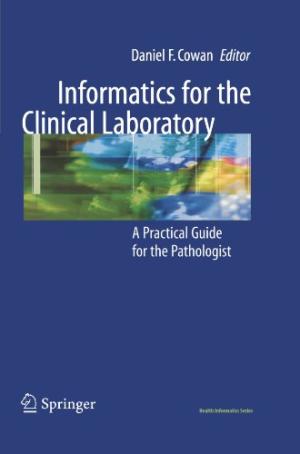 Daniel F. Cowan Editor
Informatics for the
Clinical Laboratory
A Practical Guide
for the Pathologist
Springer
Health Informatics Series